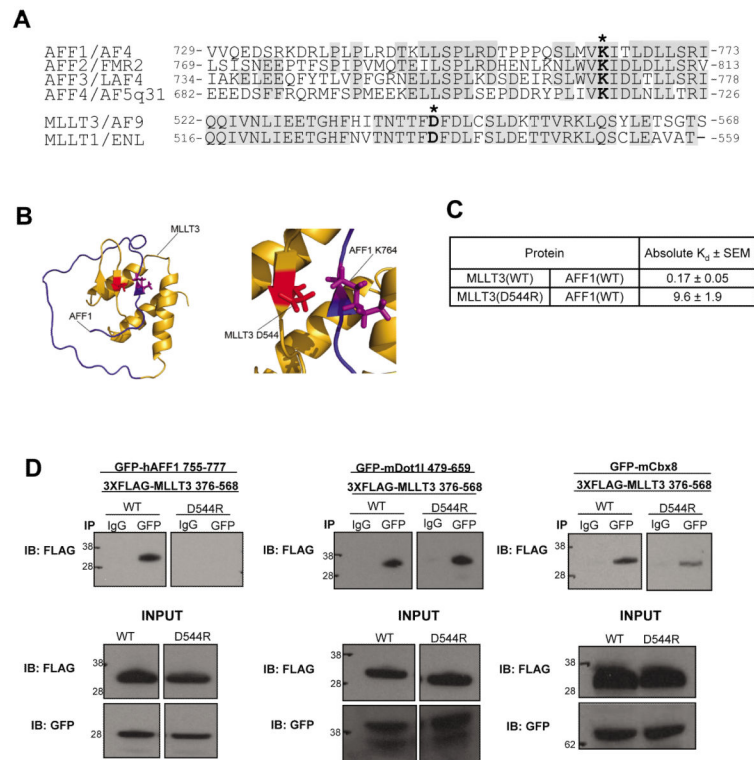 A
*
AFF1/AF4 729–VVQEDSRKDRLPLPLRDTKLLSPLRDTPPPQSLMVKITLDLLSRI–773
AFF2/FMR2 769–LSISNEEPTFSPIPVMQSEILSPLRDHENLKNLWVKIDLDLLSRV–813
AFF3/LAF4 734–IAKELEEQFYTLVPFGRNELLSPLKDSDEIRSLWVKIDLTLLSRI–778
AFF4/AF5q31 682–EEEDSFFRQRMFSPMEEKELLSPLSEPDDRYPLIVKIDLNLLTRI–726
*
MLLT3/AF9 522–QQIVNLIEETGHFHITNTTFDFDLCSLDKTTVRKLQSYLETSGTS–568
MLLT1/ENL 516–QQIVNLIEETGHFNVTNTTFDFDLFSLDETTVRKLQSCLEAVAT–559
B
MLLT3
AFF1
AFF1 K764
MLLT3 D544
C
Protein Absolute Kd ± SEM
MLLT3(WT) AFF1(WT) 0.17 ± 0.05
MLLT3(D544R) AFF1(WT) 9.6 ± 1.9
D
GFP-hAFF1 755-777 GFP-mDot1l 479-659 GFP-mCbx8
3XFLAG-MLLT3 376-568 3XFLAG-MLLT3 376-568 3XFLAG-MLLT3 376-568
WT D544R WT D544R WT D544R
IP IgG GFP IgG GFP IP IgG GFP IgG GFP IP IgG GFP IgG GFP
IB: FLAG 38 28 IB: FLAG 38 28 IB: FLAG 38 28
INPUT INPUT INPUT
WT D544R WT D544R WT D544R
IB: FLAG 38 28 IB: FLAG 38 28 IB: FLAG 38 28
IB: GFP 28 IB: GFP 38 IB: GFP 62